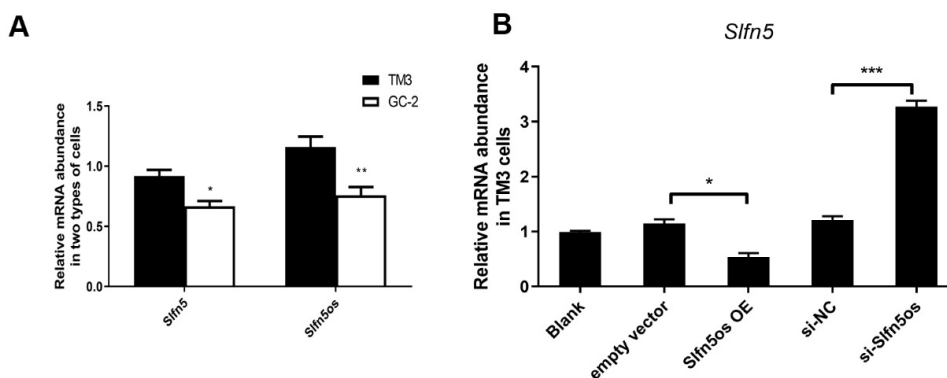 A
Relative mRNA abundance
in two types of cells
1.5
1.0
0.5
0.0
TM3
GC-2
*
**
Slfn5
Slfn5os
B
Slfn5
Relative mRNA abundance
in TM3 cells
4
3
2
1
0
*
***
Blank
empty vector
Slfn5os OE
si-NC
si-Slfn5os